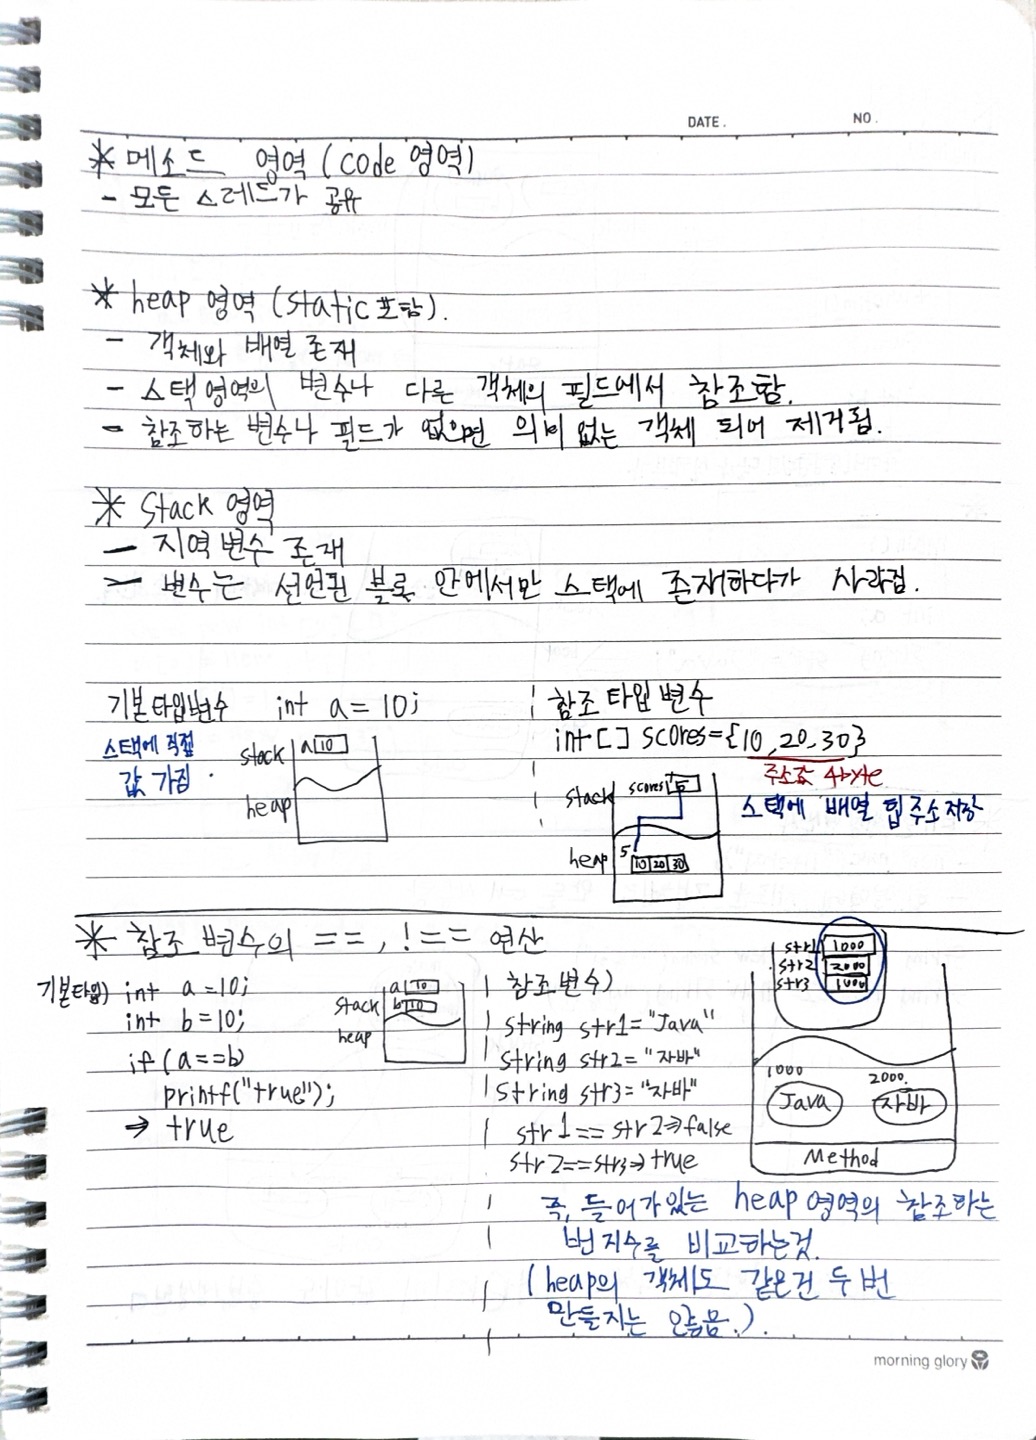 DATE .
NO .
* 메소드 영역 (code 영역)
- 모든 스레드가 공유
* heap 영역 (static 포함).
- 객체와 배열 존재
- 스택 영역의 변수나 다른 객체의 필드에서 참조함.
- 참조하는 변수나 필드가 없으면 의미 없는 객체 되어 제거됨.
* Stack 영역
- 지역 변수 존재
- 변수는 선언된 블록 안에서만 스택에 존재하다가 사라짐.
기본타입변수 int a = 10;
스택에 직접
값 가짐
stack a 10
heap
참조 타입 변수
int[] scores={10,20,30}
주소값 4byte
스택에 배열 힙 주소 저장
stack scores 5
heap 5 10 20 30
* 참조 변수의 ==, !== 연산
기본타입) int a =10;
int b =10;
if (a==b)
printf("true");
→ true
a 10
stack b 10
heap
참조변수)
string str1="Java"
string str2= "자바"
String str3="자바"
str1== str2⇒false
str2==str3⇒true
str1 1000
str2 2000
str3 1000
1000 2000.
Java 자바
Method
즉, 들어가있는 heap 영역의 참조하는
번지수를 비교하는것.
(heap의 객체도 같은건 두번
만들지는 않음.).
morning glory